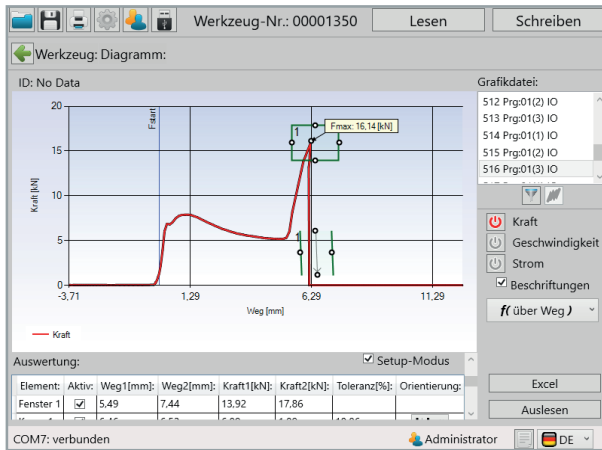 Werkzeug-Nr.: 00001350
Lesen
Schreiben
Werkzeug: Diagramm:
ID: No Data
Grafikdatei:
512 Prg:01(2) IO
513 Prg:01(3) IO
514 Prg:01(1) IO
515 Prg:01(2) IO
516 Prg:01(3) IO
Kraft
Geschwindigkeit
Strom
Beschriftungen
f( über Weg )
20
15
10
5
0
Kraft [kN]
Fstart
1
Fmax: 16,14 [kN]
1
-3,71
1,29
6,29
11,29
Weg [mm]
Kraft
Auswertung:
Setup-Modus
Element: Aktiv: Weg1[mm]: Weg2[mm]: Kraft1[kN]: Kraft2[kN]: Toleranz[%]: Orientierung:
Fenster 1 5,49 7,44 13,92 17,86
Excel
Auslesen
COM7: verbunden
Administrator
DE